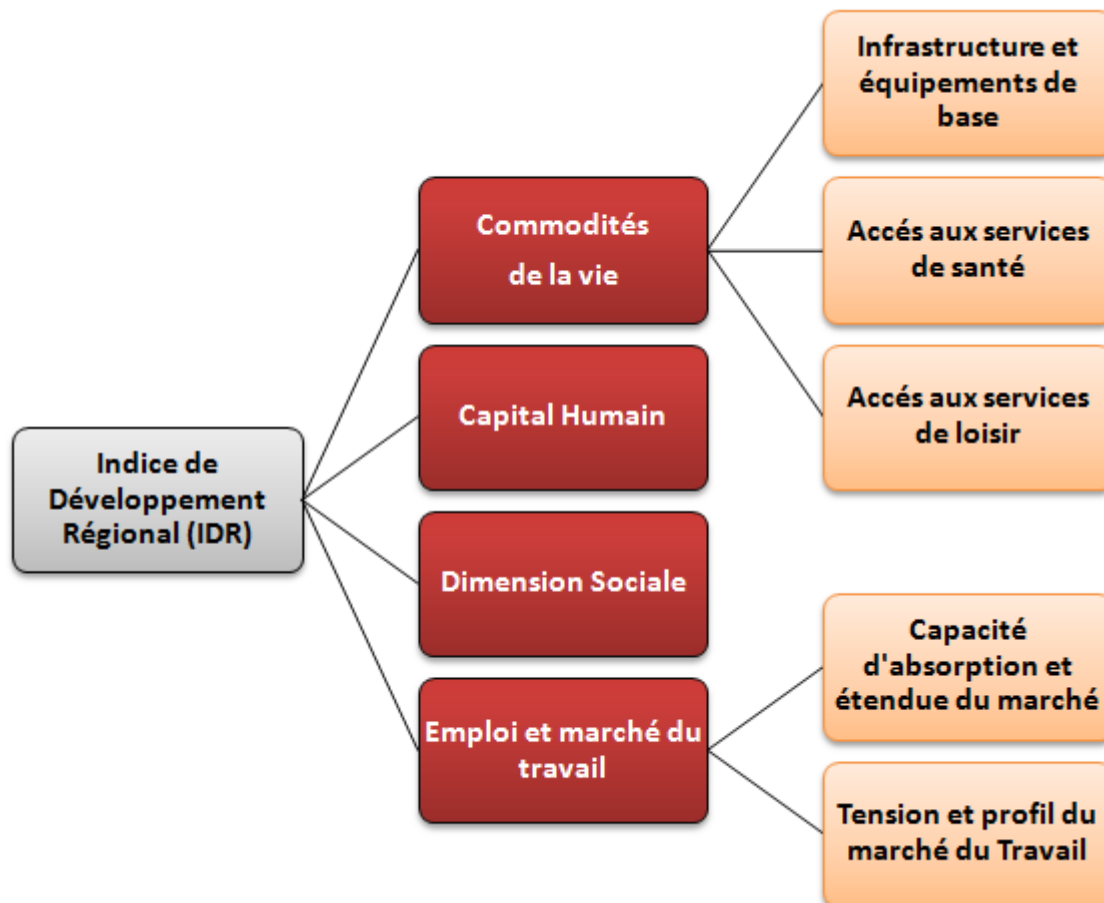 Indice de
Développement
Régional (IDR)
Commodités
de la vie
Capital Humain
Dimension Sociale
Emploi et marché du
travail
Infrastructure et
équipements de
base
Accés aux services
de santé
Accés aux services
de loisir
Capacité
d'absorption et
étendue du marché
Tension et profil du
marché du Travail